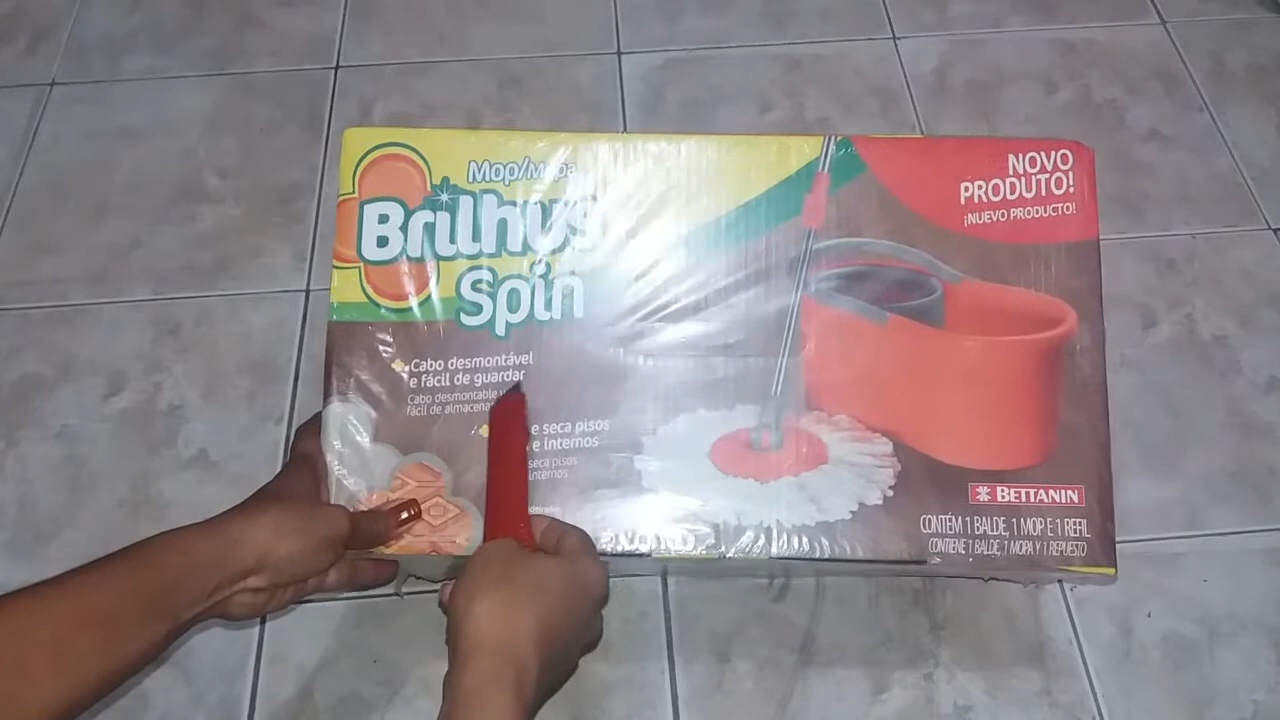 Mop/Mopa
Brilhus
Spin
NOVO
PRODUTO!
¡NUEVO PRODUCTO!
Cabo desmontável
e fácil de guardar
Cabo desmontable
fácil de almacenar
e seca pisos
e internos
seca pisos
internos
BETTANIN
CONTÉM 1 BALDE, 1 MOP E 1 REFIL
CONTIENE 1 BALDE, 1 MOPA Y 1 REPUESTO